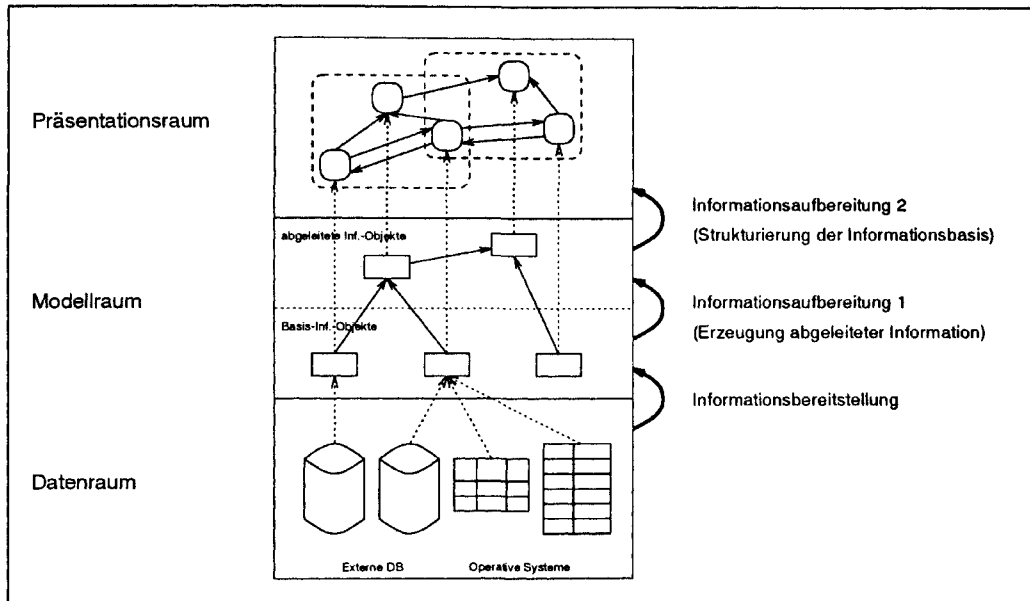 Präsentationsraum
Informationsaufbereitung 2
(Strukturierung der Informationsbasis)
abgeleitete Inf.-Objekte
Modellraum
Informationsaufbereitung 1
(Erzeugung abgeleiteter Information)
Basis-Inf.-Objekte
Informationsbereitstellung
Datenraum
Externe DB
Operative Systeme